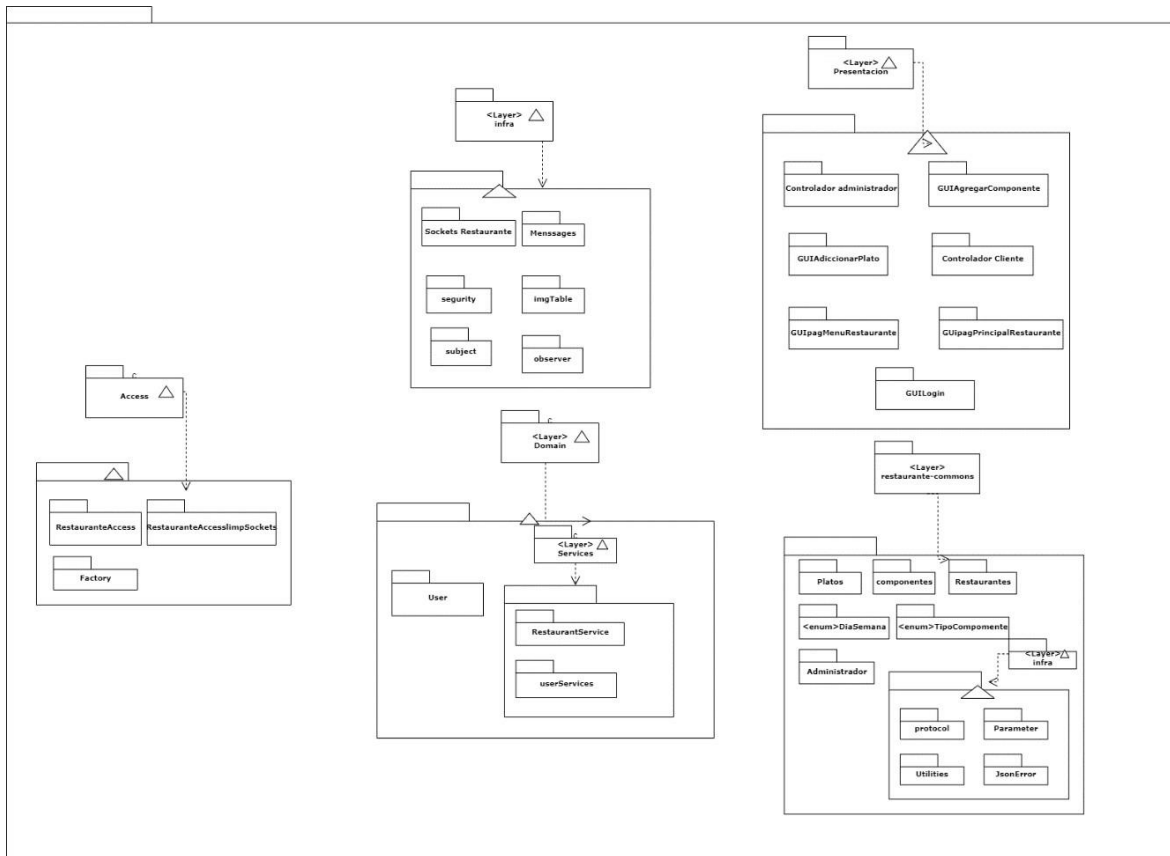 <Layer>
Presentacion
<Layer>
infra
Controlador administrador
GUIAgregarComponente
Sockets Restaurante
Menssages
GUIAdiccionarPlato
Controlador Cliente
segurity
imgTable
GUIpagMenuRestaurante
GUipagPrincipalRestaurante
subject
observer
GUILogin
c
Access
c
<Layer>
Domain
<Layer>
restaurante-commons
RestauranteAccess
RestauranteAccessIimpSockets
Factory
c
<Layer>
Services
User
RestaurantService
userServices
Platos
componentes
Restaurantes
<enum>DiaSemana
<enum>TipoCompomente
<Layer>
infra
Administrador
protocol
Parameter
Utilities
JsonError